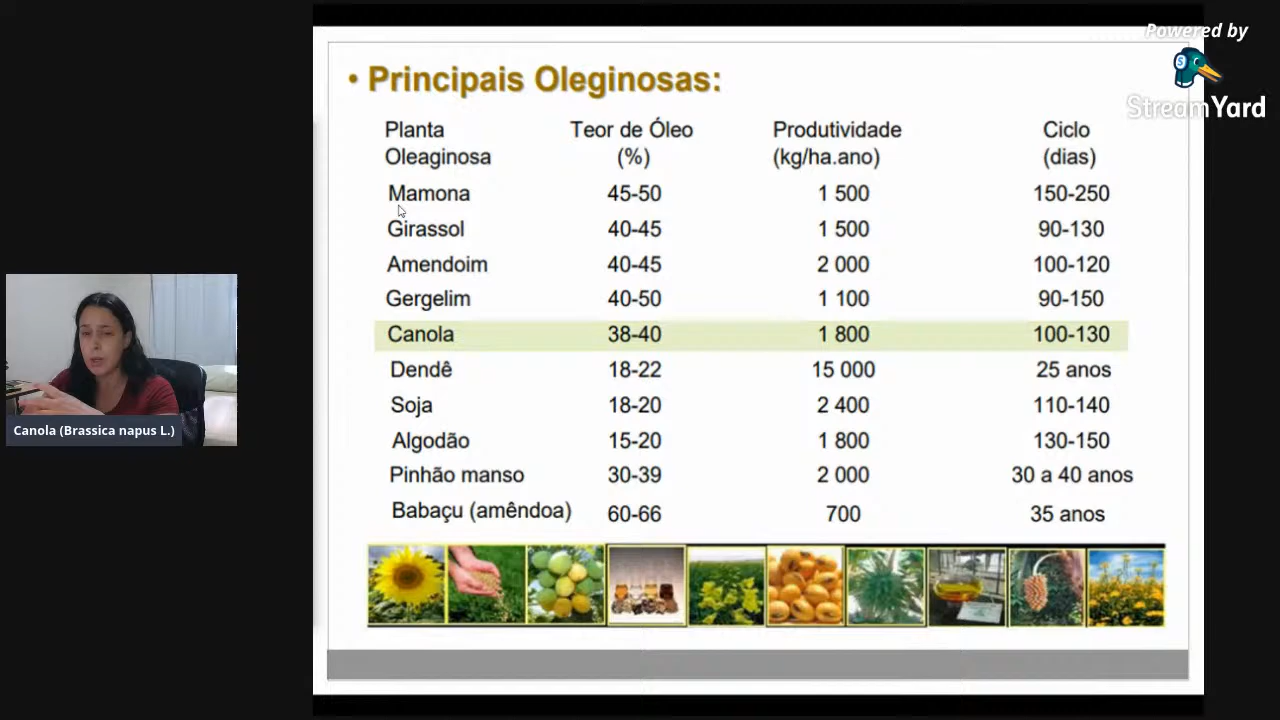 Powered by
StreamYard
• Principais Oleginosas:
Planta Oleaginosa Teor de Óleo (%) Produtividade (kg/ha.ano) Ciclo (dias)
Mamona 45-50 1 500 150-250
Girassol 40-45 1 500 90-130
Amendoim 40-45 2 000 100-120
Gergelim 40-50 1 100 90-150
Canola 38-40 1 800 100-130
Dendê 18-22 15 000 25 anos
Soja 18-20 2 400 110-140
Algodão 15-20 1 800 130-150
Pinhão manso 30-39 2 000 30 a 40 anos
Babaçu (amêndoa) 60-66 700 35 anos
Canola (Brassica napus L.)